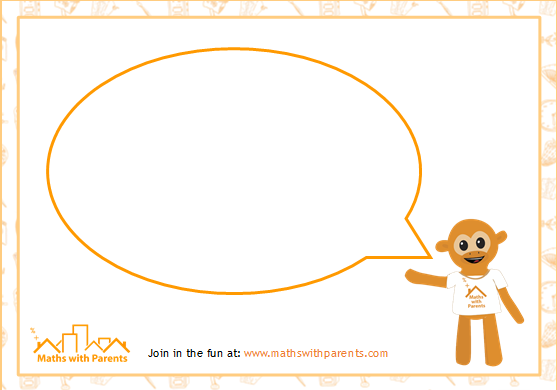 Maths
with
Parents
Maths with Parents
Join in the fun at: www.mathswithparents.com